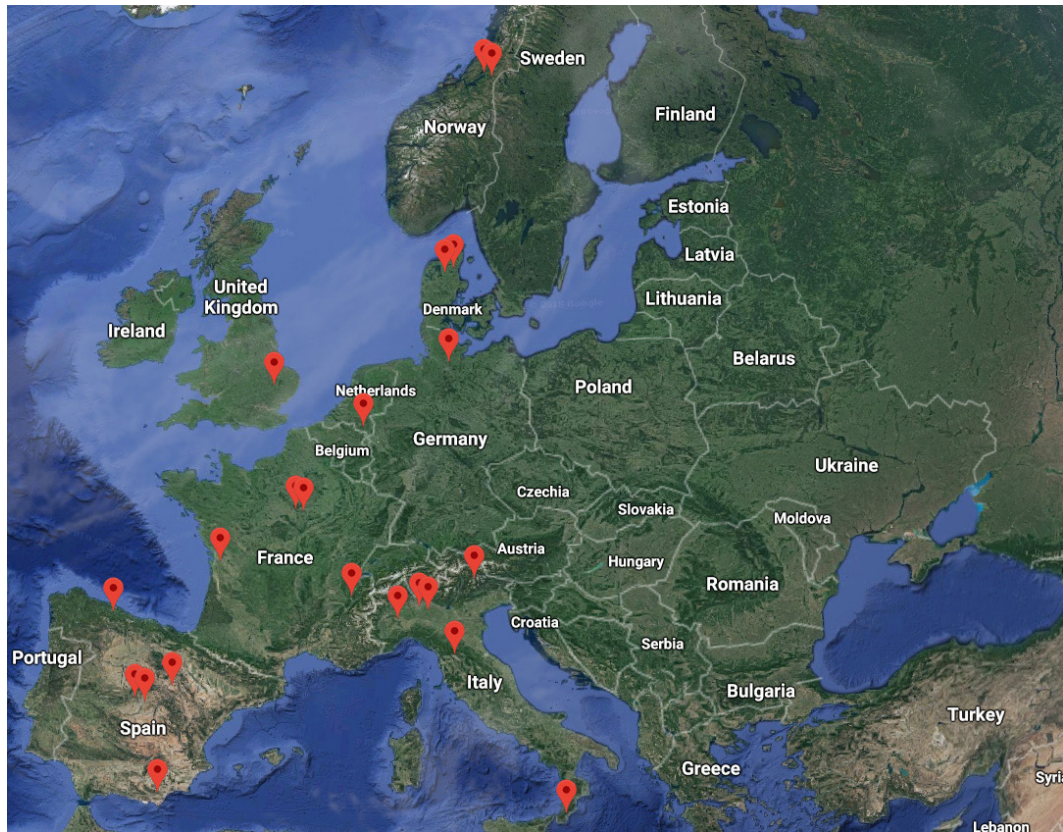 Sweden
Finland
Norway
Estonia
Latvia
United
Kingdom
Lithuania
Denmark
Ireland
Belarus
Netherlands
Poland
Germany
Belgium
Ukraine
Czechia
Slovakia
Moldova
Austria
France
Hungary
Romania
Croatia
Serbia
Portugal
Italy
Bulgaria
Spain
Turkey
Greece
Syria
Lebanon